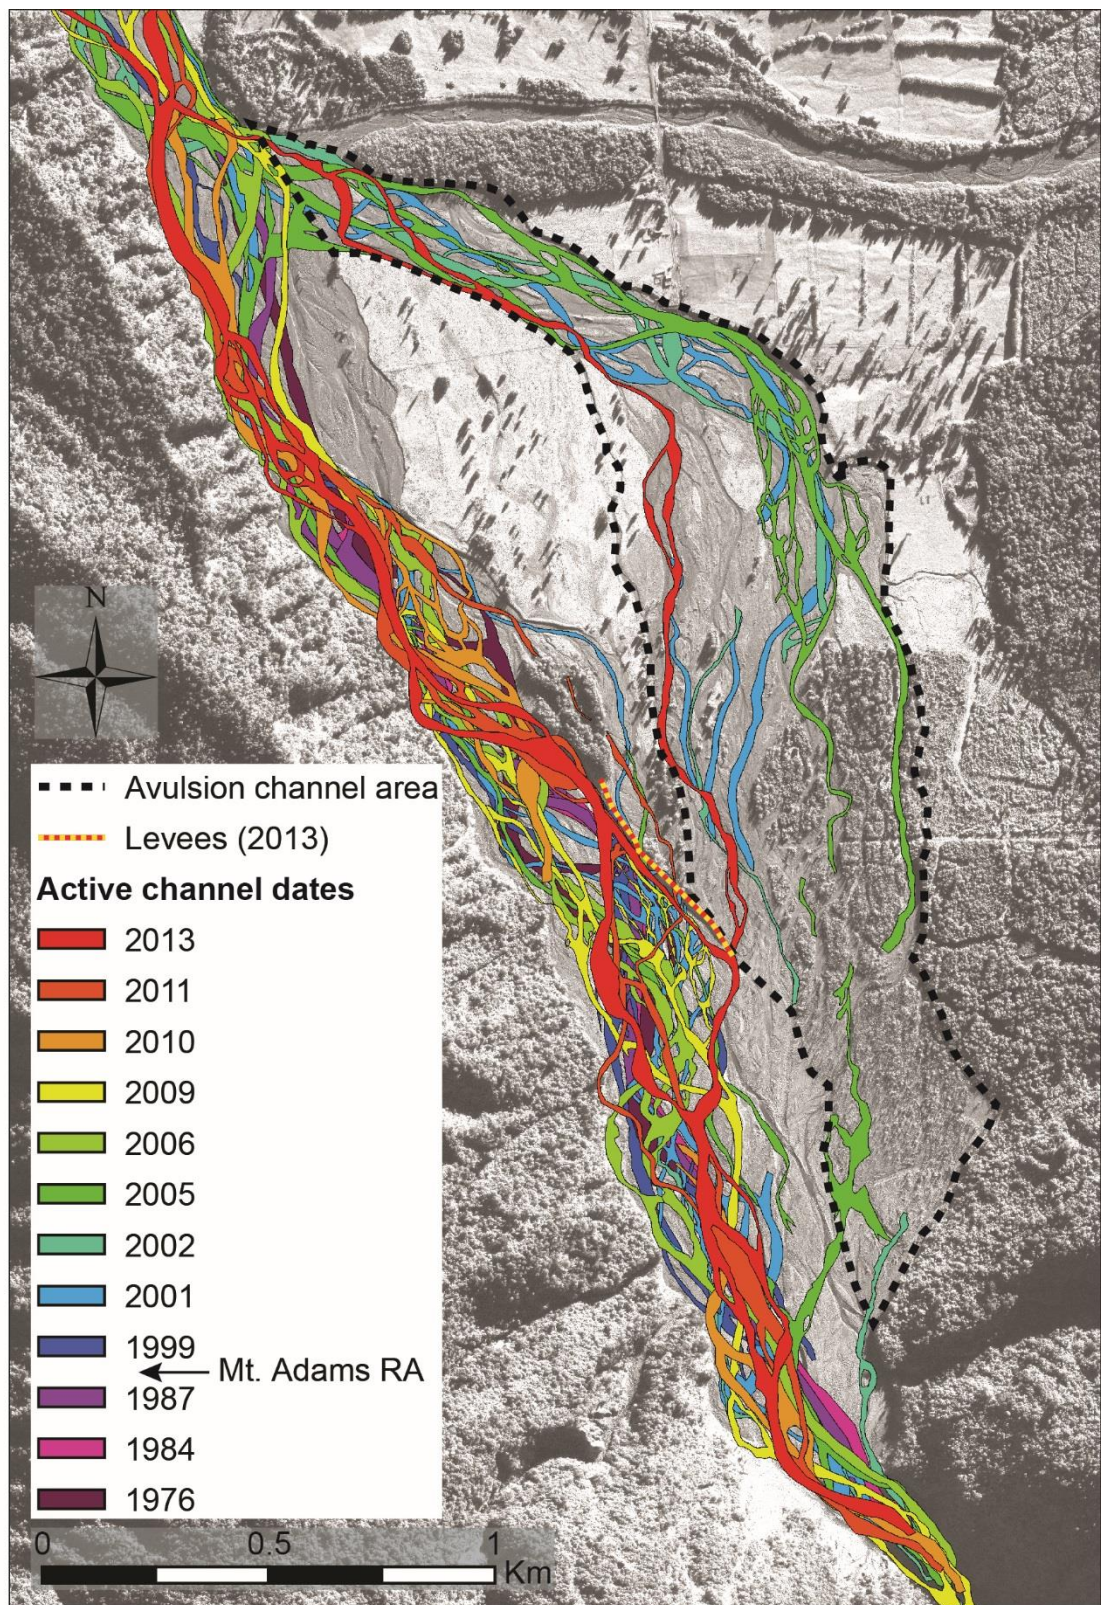 N
Avulsion channel area
Levees (2013)
Active channel dates
2013
2011
2010
2009
2006
2005
2002
2001
1999
Mt. Adams RA
1987
1984
1976
0 0.5 1
Km